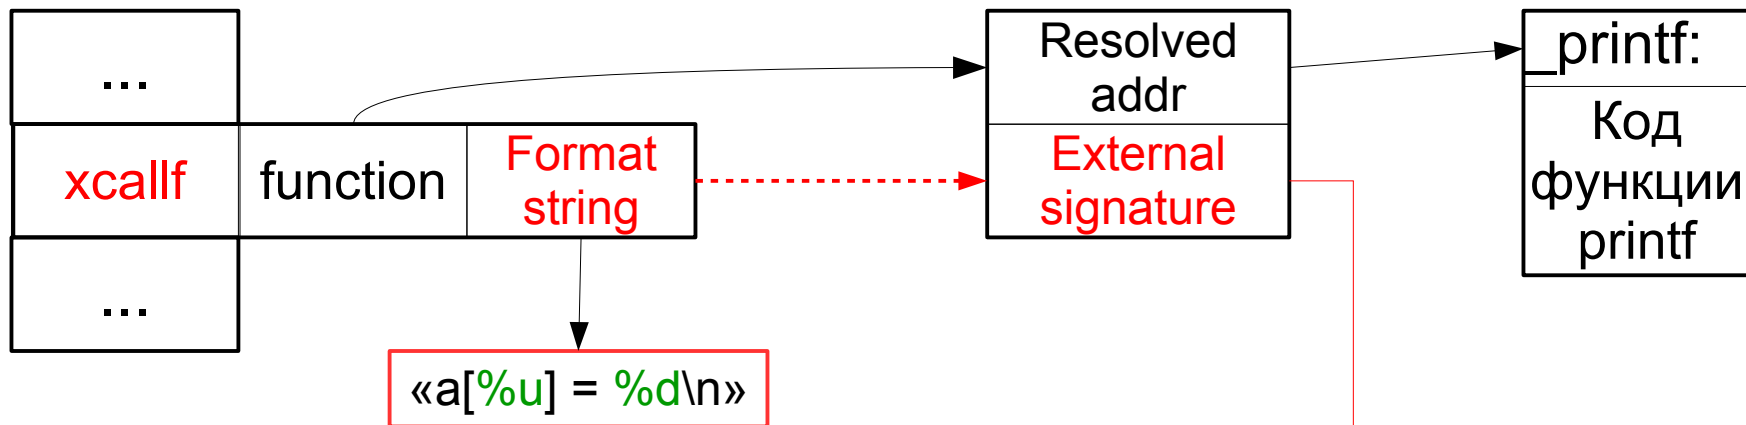 ...
xcallf
function
Format
string
...
«a[%u] = %d\n»
Resolved
addr
External
signature
_printf:
Код
функции
printf